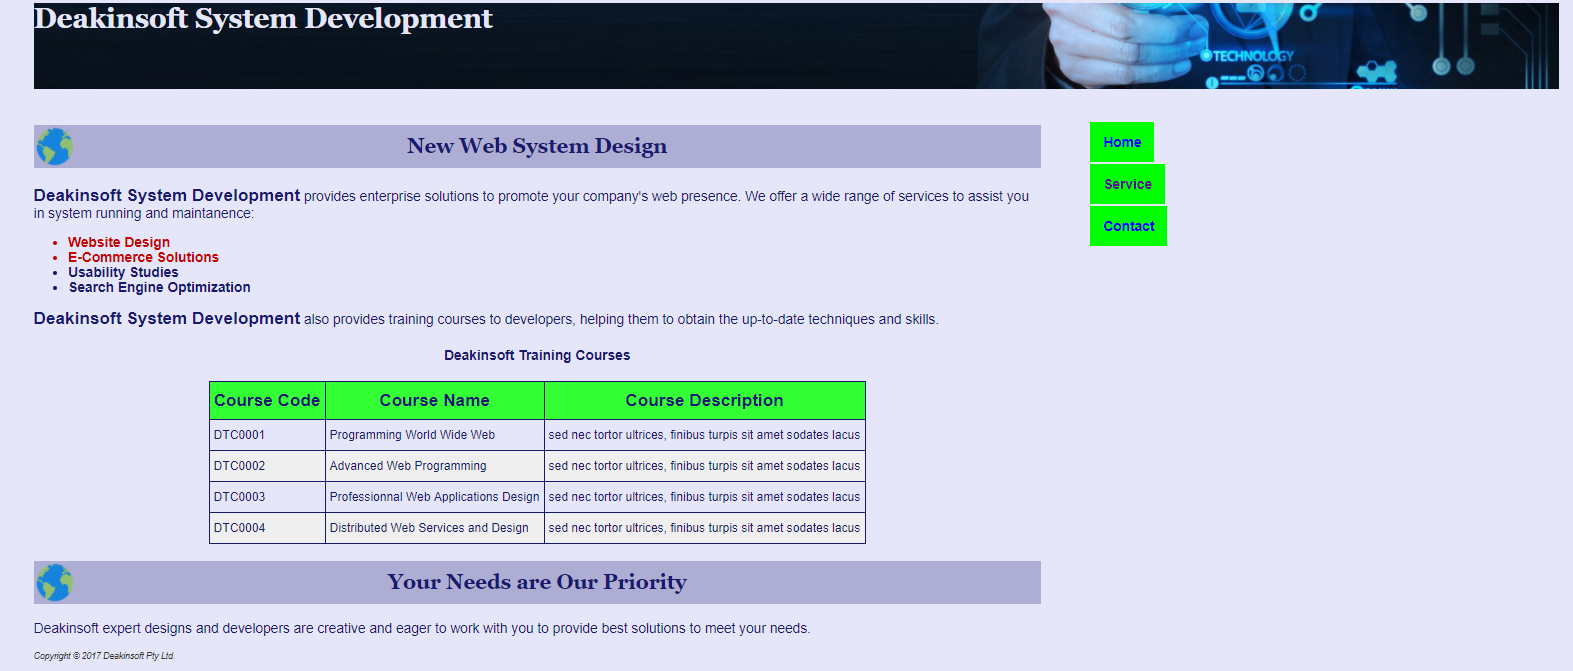 Deakinsoft System Development
TECHNOLOGY
New Web System Design
Home
Service
Contact
Deakinsoft System Development provides enterprise solutions to promote your company's web presence. We offer a wide range of services to assist you
in system running and maintanence:
Website Design
E-Commerce Solutions
Usability Studies
Search Engine Optimization
Deakinsoft System Development also provides training courses to developers, helping them to obtain the up-to-date techniques and skills.
Deakinsoft Training Courses
Course Code Course Name Course Description
DTC0001 Programming World Wide Web sed nec tortor ultrices, finibus turpis sit amet sodates lacus
DTC0002 Advanced Web Programming sed nec tortor ultrices, finibus turpis sit amet sodates lacus
DTC0003 Professionnal Web Applications Design sed nec tortor ultrices, finibus turpis sit amet sodates lacus
DTC0004 Distributed Web Services and Design sed nec tortor ultrices, finibus turpis sit amet sodates lacus
Your Needs are Our Priority
Deakinsoft expert designs and developers are creative and eager to work with you to provide best solutions to meet your needs.
Copyright © 2017 Deakinsoft Pty Ltd.